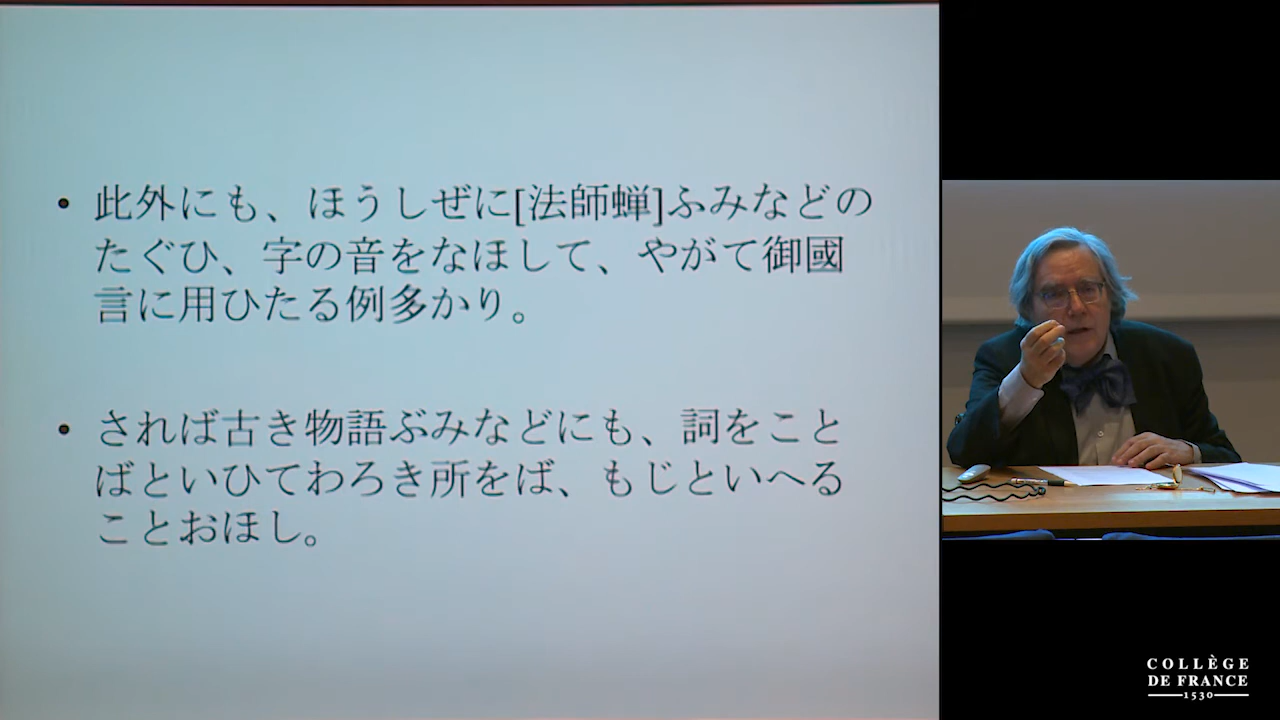 • 此外にも、ほうしぜに[法師蝉]ふみなどの
たぐひ、字の音をなほして、やがて御國
言に用ひたる例多かり。
• されば古き物語ぶみなどにも、詞をこと
ばといひてわろき所をば、もじといへる
ことおほし。
COLLÈGE
DE FRANCE
1530